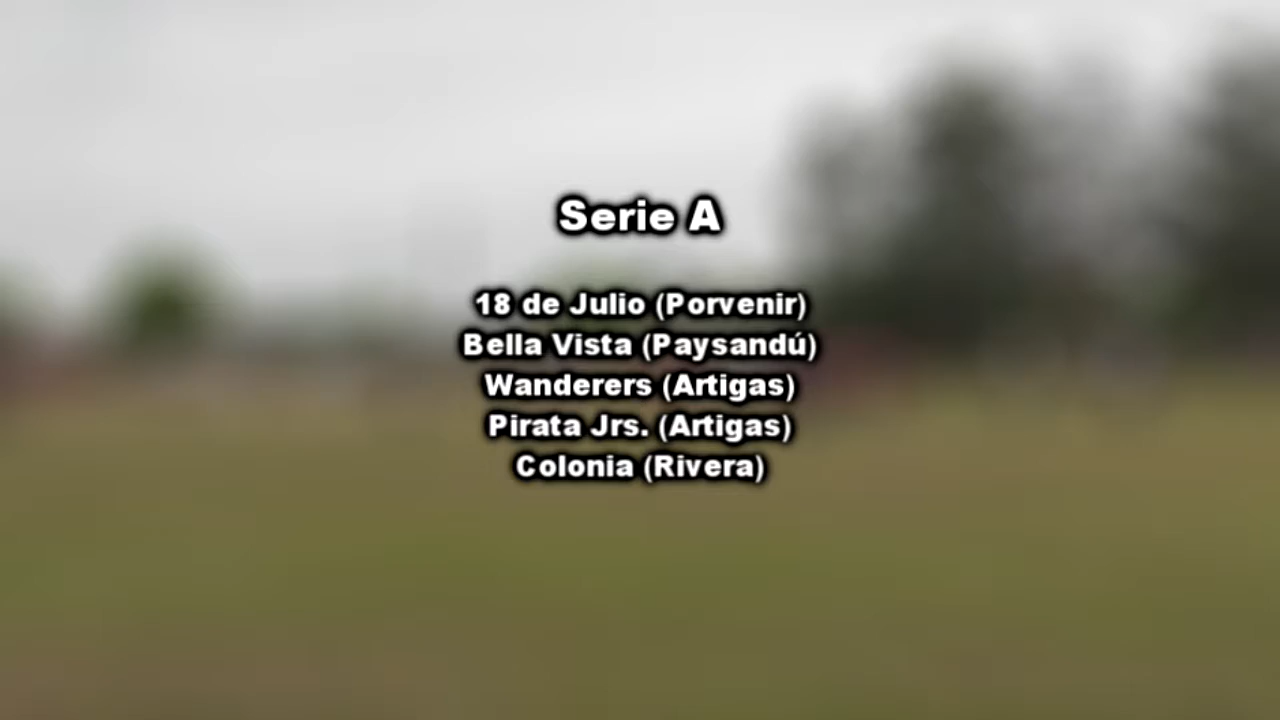 Serie A
18 de Julio (Porvenir)
Bella Vista (Paysandú)
Wanderers (Artigas)
Pirata Jrs. (Artigas)
Colonia (Rivera)